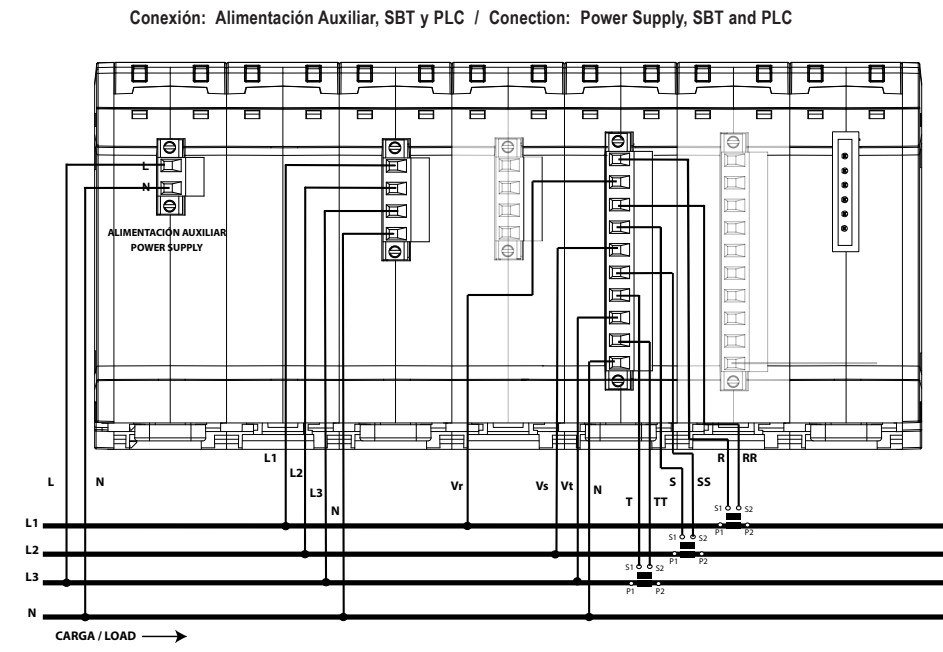 Conexión: Alimentación Auxiliar, SBT y PLC / Conection: Power Supply, SBT and PLC
L
N
ALIMENTACIÓN AUXILIAR
POWER SUPPLY
L1
L2
L3
N
L
N
Vr
Vs
Vt
N
T
TT
S
SS
R
RR
S1
S2
L1
P1
P2
S1
S2
L2
P1
P2
S1
S2
L3
P1
P2
N
CARGA / LOAD